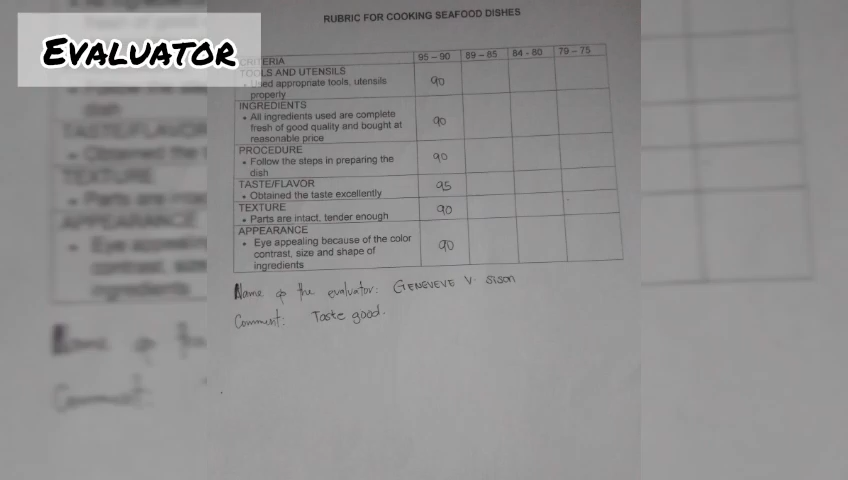 EVALUATOR
RUBRIC FOR COOKING SEAFOOD DISHES
CRITERIA 95 – 90 89 – 85 84 - 80 79 – 75
TOOLS AND UTENSILS
• Used appropriate tools, utensils
properly
90
INGREDIENTS
• All ingredients used are complete
fresh of good quality and bought at
reasonable price
90
PROCEDURE
• Follow the steps in preparing the
dish
90
TASTE/FLAVOR
• Obtained the taste excellently
95
TEXTURE
• Parts are intact, tender enough
90
APPEARANCE
• Eye appealing because of the color
contrast, size and shape of
ingredients
90
Name of the evaluator: GENEVEVE V. Sison
Comment: Taste good.